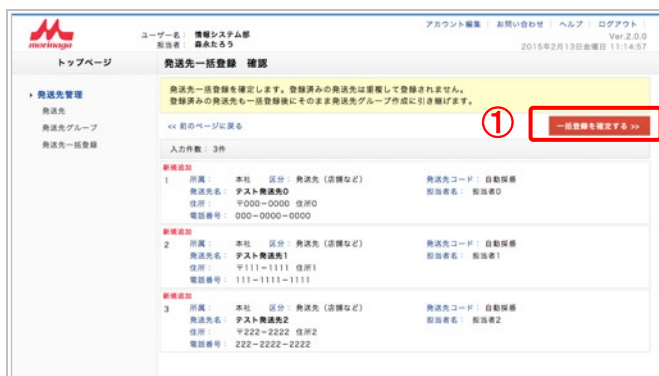 morinaga
ユーザー名： 情報システム部
担当者： 森永たろう
アカウント編集 | お問い合わせ | ヘルプ | ログアウト |
Ver.2.0.0
2015年2月13日金曜日 11:14:57
トップページ
発送先一括登録 確認
発送先管理
発送先
発送先グループ
発送先一括登録
発送先一括登録を確定します。登録済みの発送先は重複して登録されません。
登録済みの発送先も一括登録後にそのまま発送先グループ作成に引き継げます。
<< 前のページに戻る
①
一括登録を確定する >>
入力件数： 3件
新規追加
1 所属： 本社 区分： 発送先（店舗など） 発送先コード： 自動採番
発送先名： テスト発送先0 担当者名： 担当者0
住所： 〒000-0000 住所0
電話番号： 000-0000-0000
新規追加
2 所属： 本社 区分： 発送先（店舗など） 発送先コード： 自動採番
発送先名： テスト発送先1 担当者名： 担当者1
住所： 〒111-1111 住所1
電話番号： 111-1111-1111
新規追加
3 所属： 本社 区分： 発送先（店舗など） 発送先コード： 自動採番
発送先名： テスト発送先2 担当者名： 担当者2
住所： 〒222-2222 住所2
電話番号： 222-2222-2222